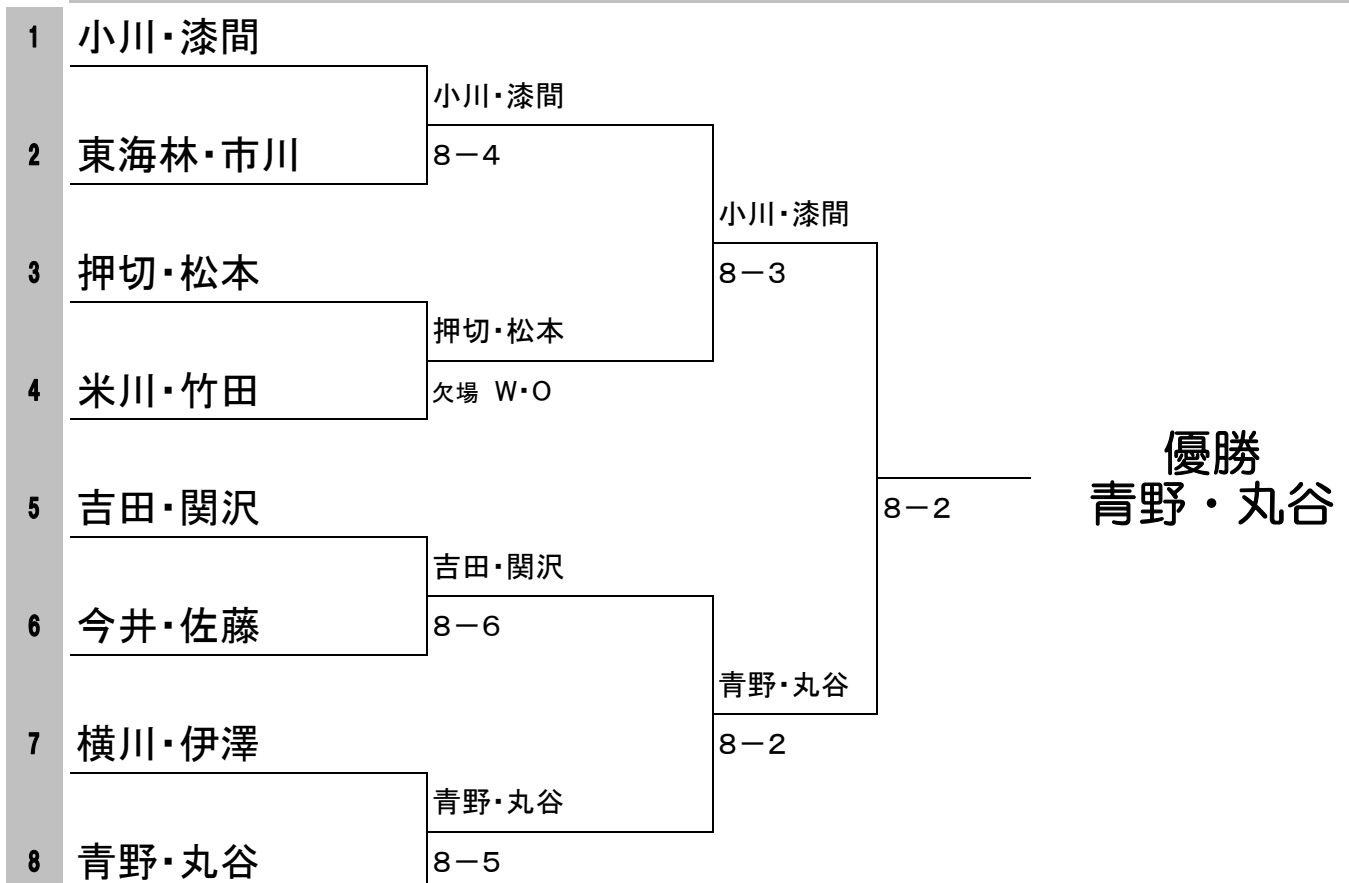 1 小川・漆間
小川・漆間
2 東海林・市川 8－4
小川・漆間
3 押切・松本 8－3
押切・松本
4 米川・竹田 欠場 W・O
優勝
5 吉田・関沢 8－2 青野・丸谷
吉田・関沢
6 今井・佐藤 8－6
青野・丸谷
7 横川・伊澤 8－2
青野・丸谷
8 青野・丸谷 8－5